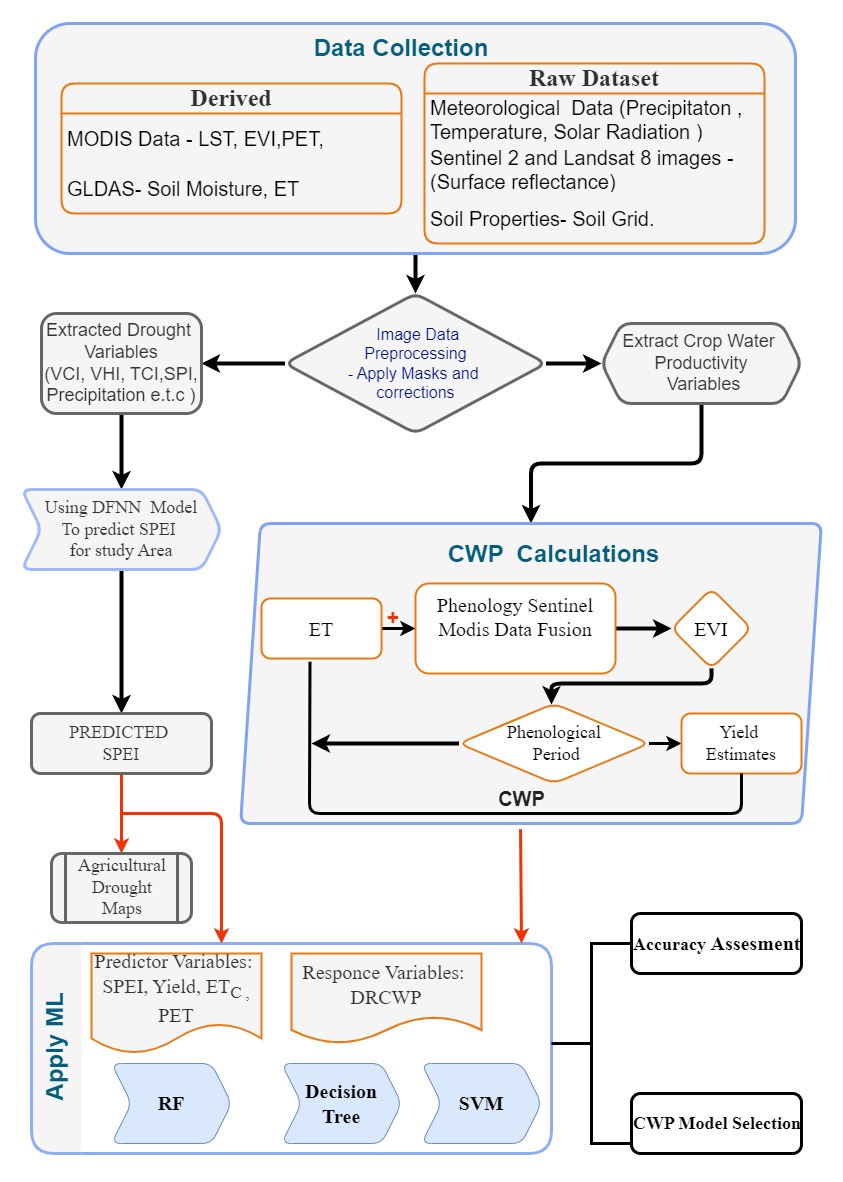 Data Collection
Derived
MODIS Data - LST, EVI,PET,
GLDAS- Soil Moisture, ET
Raw Dataset
Meteorological Data (Precipitaton ,
Temperature, Solar Radiation )
Sentinel 2 and Landsat 8 images -
(Surface reflectance)
Soil Properties- Soil Grid.
Extracted Drought
Variables
(VCI, VHI, TCI,SPI,
Precipitation e.t.c )
Image Data
Preprocessing
- Apply Masks and
corrections
Extract Crop Water
Productivity
Variables
Using DFNN Model
To predict SPEI
for study Area
PREDICTED
SPEI
Agricultural
Drought
Maps
CWP Calculations
ET
+
Phenology Sentinel
Modis Data Fusion
EVI
Phenological
Period
Yield
Estimates
CWP
Apply ML
Predictor Variables:
SPEI, Yield, ETC ,
PET
Responce Variables:
DRCWP
RF
Decision
Tree
SVM
Accuracy Assesment
CWP Model Selection